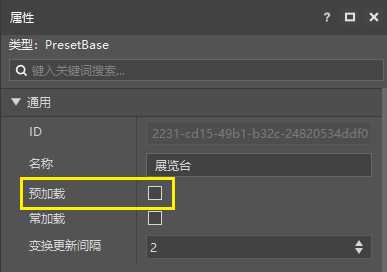 属性
类型：PresetBase
键入关键词搜索...
通用
ID 2231-cd15-49b1-b32c-24820534ddf0
名称 展览台
预加载
常加载
变换更新间隔 2